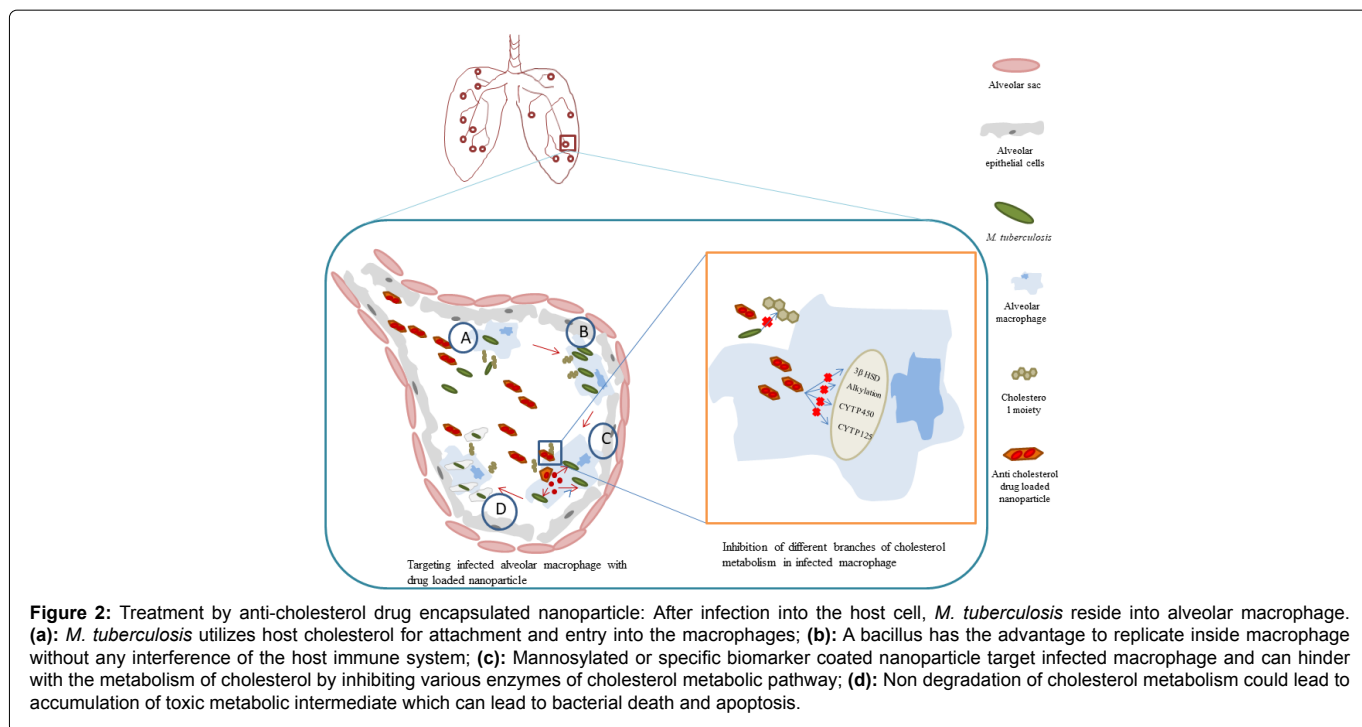 Alveolar sac
Alveolar
epithelial cells
M. tuberculosis
Alveolar
macrophage
Cholestero
l moiety
Anti cholesterol
drug loaded
nanoparticle
A
B
C
D
3β HSD
Alkylation
CYTP450
CYTP125
Targeting infected alveolar macrophage with
drug loaded nanoparticle
Inhibition of different branches of cholesterol
metabolism in infected macrophage
Figure 2: Treatment by anti-cholesterol drug encapsulated nanoparticle: After infection into the host cell, M. tuberculosis reside into alveolar macrophage.
(a): M. tuberculosis utilizes host cholesterol for attachment and entry into the macrophages; (b): A bacillus has the advantage to replicate inside macrophage
without any interference of the host immune system; (c): Mannosylated or specific biomarker coated nanoparticle target infected macrophage and can hinder
with the metabolism of cholesterol by inhibiting various enzymes of cholesterol metabolic pathway; (d): Non degradation of cholesterol metabolism could lead to
accumulation of toxic metabolic intermediate which can lead to bacterial death and apoptosis.